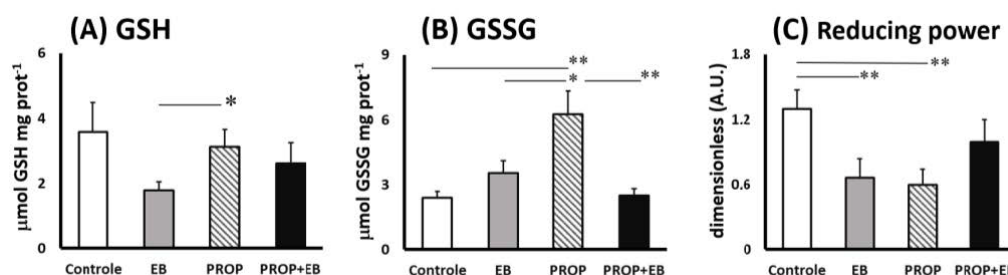 (A) GSH
μmol GSH mg prot⁻¹
6
4
2
0
*
Controle EB PROP PROP+EB
(B) GSSG
μmol GSSG mg prot⁻¹
9
6
3
0
**
* **
Controle EB PROP PROP+EB
(C) Reducing power
dimensionless (A.U.)
1.8
1.2
0.6
0
**
**
Controle EB PROP PROP+E